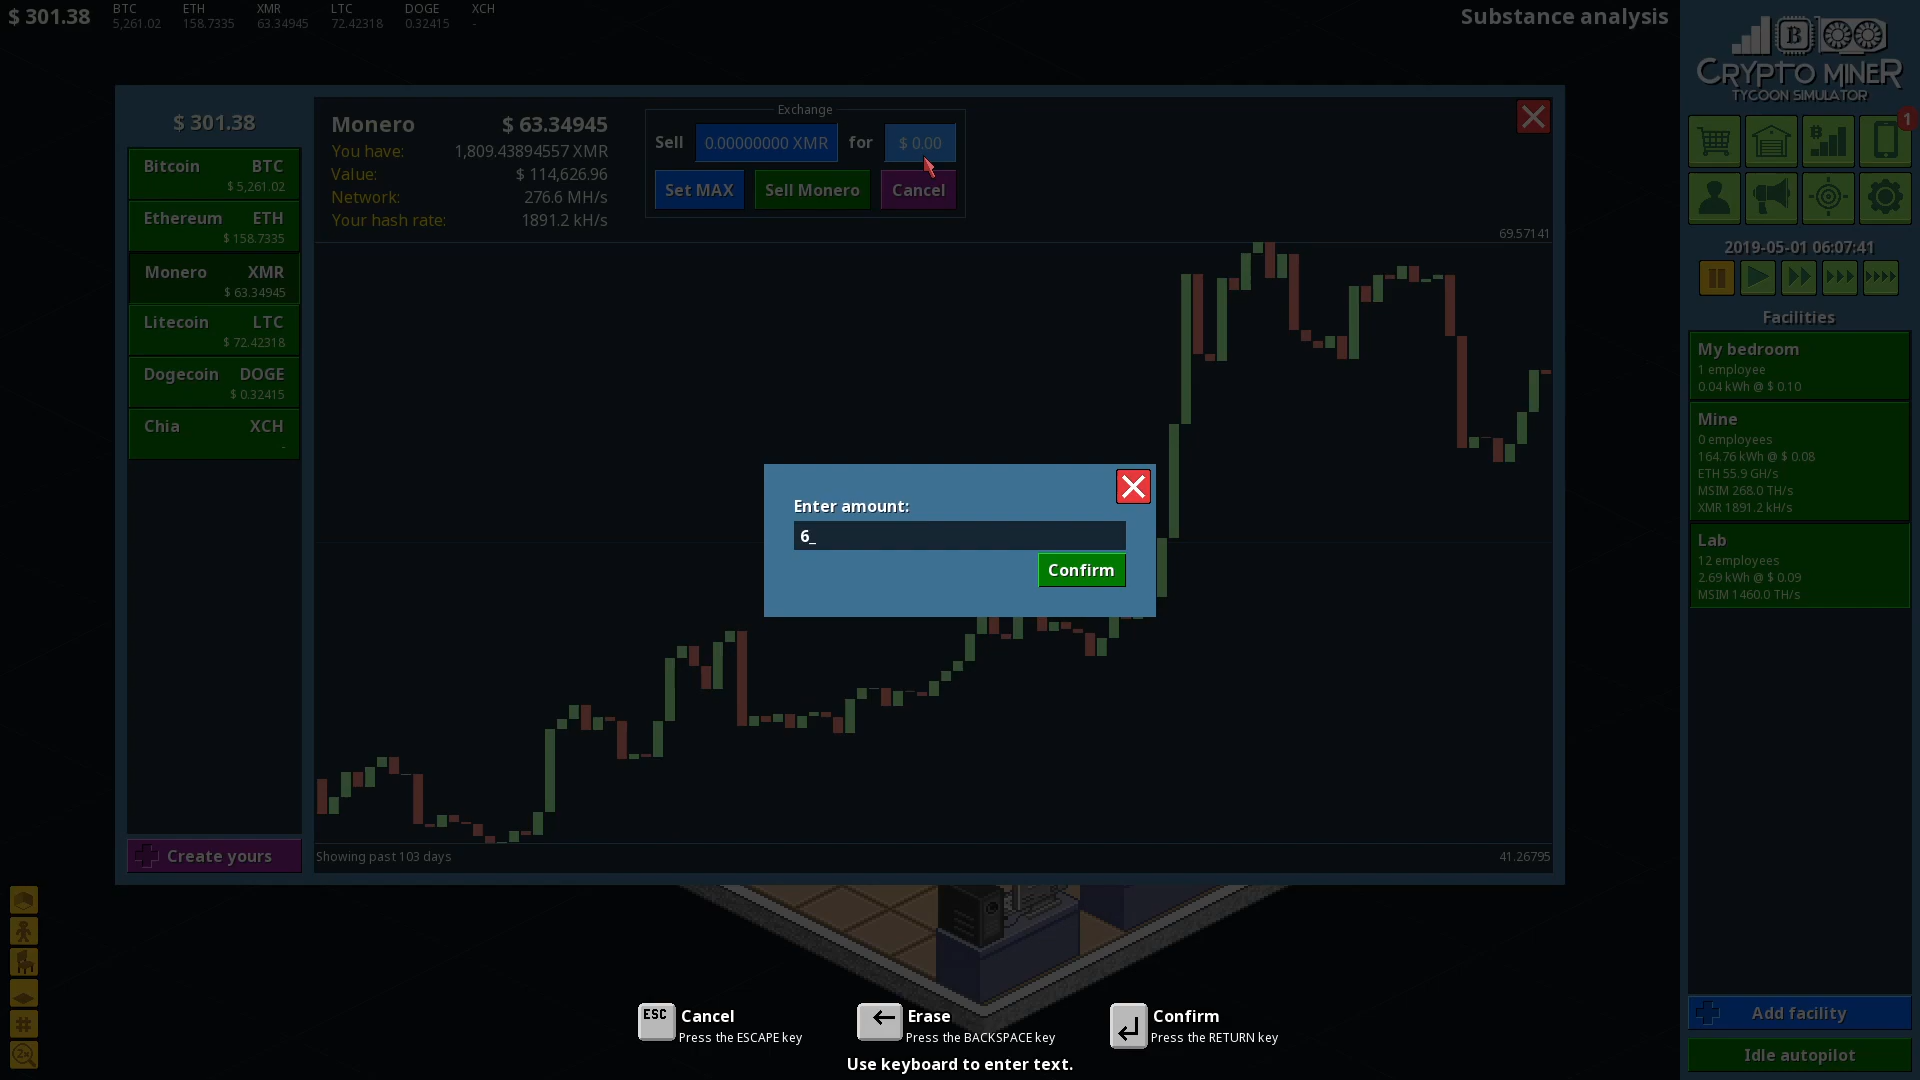 $ 301.38
BTC
5,261.02
ETH
158.7335
XMR
63.34945
LTC
72.42318
DOGE
0.32415
XCH
-
Substance analysis
B
CRYPTO MINER
TYCOON SIMULATOR
1
2019-05-01 06:07:41
Facilities
My bedroom
1 employee
0.04 kWh @ $ 0.10
Mine
0 employees
164.76 kWh @ $ 0.08
ETH 55.9 GH/s
MSIM 268.0 TH/s
XMR 1891.2 kH/s
Lab
12 employees
2.69 kWh @ $ 0.09
MSIM 1460.0 TH/s
Add facility
Idle autopilot
$ 301.38
Bitcoin BTC
$ 5,261.02
Ethereum ETH
$ 158.7335
Monero XMR
$ 63.34945
Litecoin LTC
$ 72.42318
Dogecoin DOGE
$ 0.32415
Chia XCH
-
Create yours
Monero $ 63.34945
You have: 1,809.43894557 XMR
Value: $ 114,626.96
Network: 276.6 MH/s
Your hash rate: 1891.2 kH/s
Exchange
Sell 0.00000000 XMR for $ 0.00
Set MAX Sell Monero Cancel
69.57141
Showing past 103 days
41.26795
Enter amount:
6_
Confirm
ESC Cancel
Press the ESCAPE key
Erase
Press the BACKSPACE key
Confirm
Press the RETURN key
Use keyboard to enter text.
2x